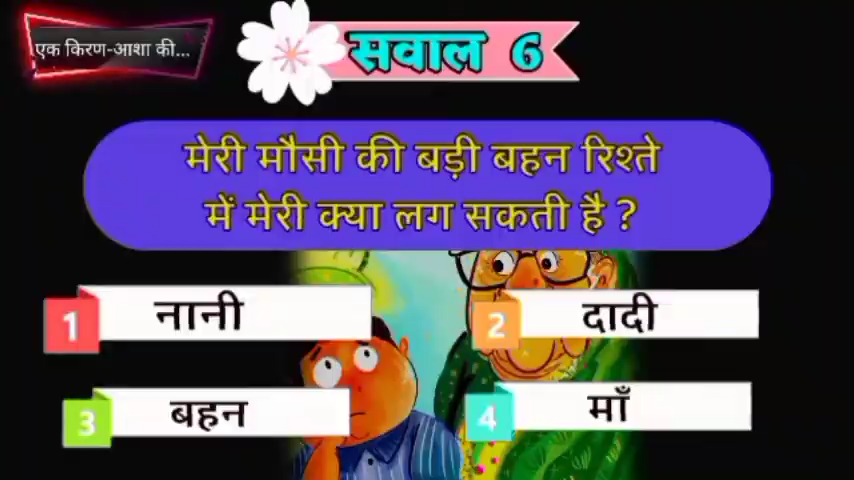 एक किरण-आशा की...
सवाल 6
मेरी मौसी की बड़ी बहन रिश्ते
में मेरी क्या लग सकती है ?
1 नानी
2 दादी
3 बहन
4 माँ